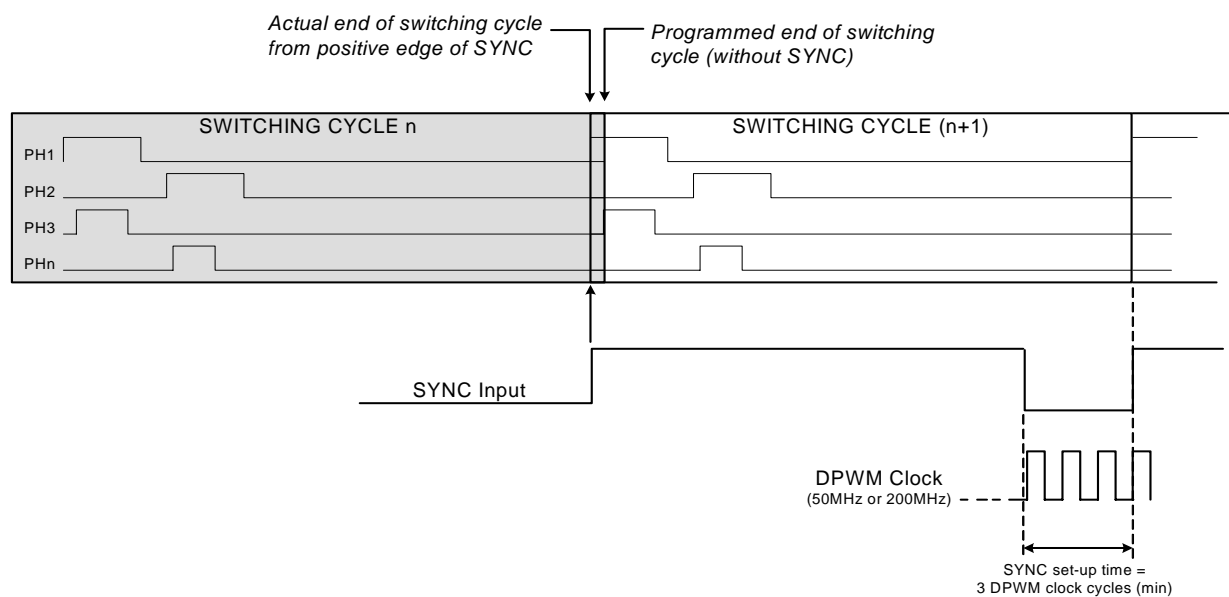 Actual end of switching cycle
from positive edge of SYNC
Programmed end of switching
cycle (without SYNC)
SWITCHING CYCLE n
SWITCHING CYCLE (n+1)
PH1
PH2
PH3
PHn
SYNC Input
DPWM Clock
(50MHz or 200MHz)
SYNC set-up time =
3 DPWM clock cycles (min)